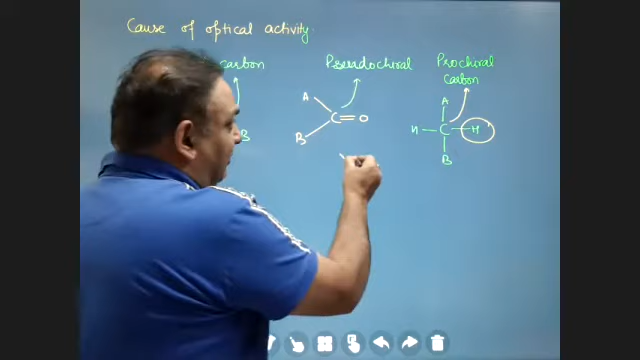 Cause of optical activity.
carbon
Pseudochiral
Prochiral
Carbon
A
C = O
B
B
A
H - C - H
B